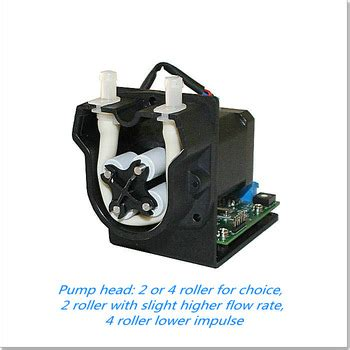 Pump head: 2 or 4 roller for choice,
2 roller with slight higher flow rate,
4 roller lower impulse